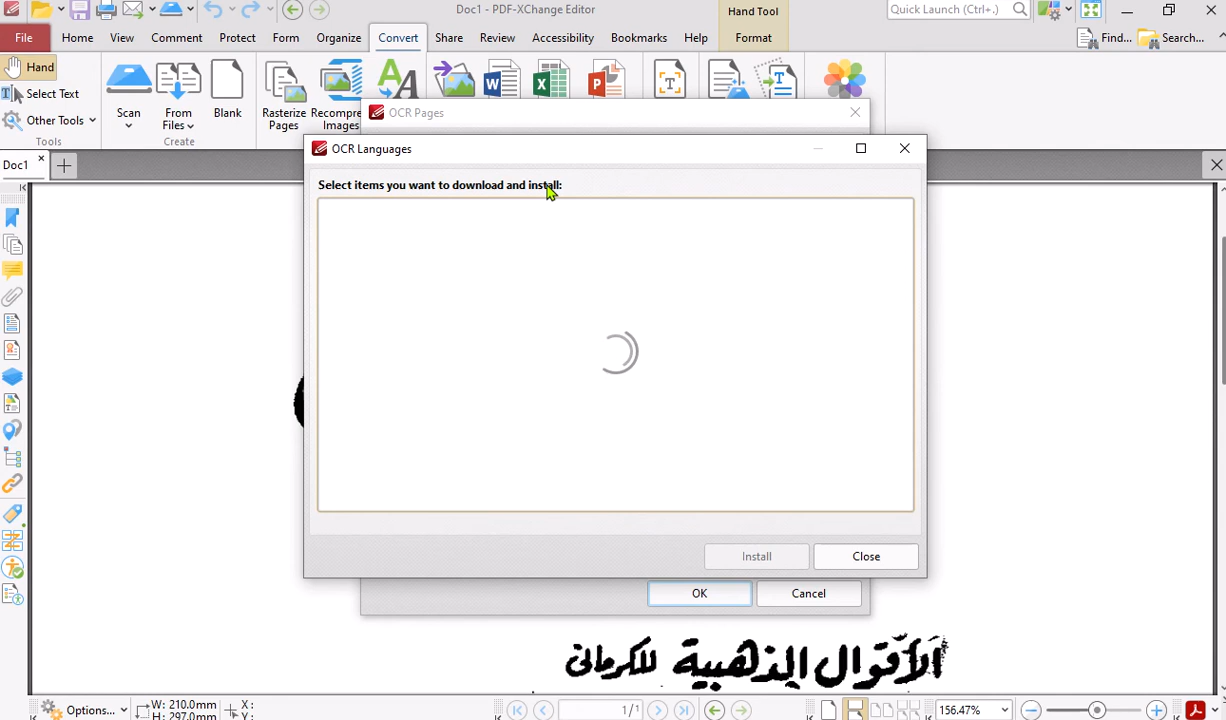 Doc1 - PDF-XChange Editor
Hand Tool
Quick Launch (Ctrl+.)
File
Home
View
Comment
Protect
Form
Organize
Convert
Share
Review
Connectivity
Accessibility
Bookmarks
Help
Format
Find...
Search...
Hand
Select Text
Other Tools
Tools
Scan
From Files
Blank
Create
Rasterize Pages
Recompre Images
OCR Pages
Doc1
OCR Languages
Select items you want to download and install:
Install
Close
OK
Cancel
الأقوال الذهبية للكرمانى
Options...
W: 210.0mm
H: 297.0mm
X:
Y:
1/1
156.47%